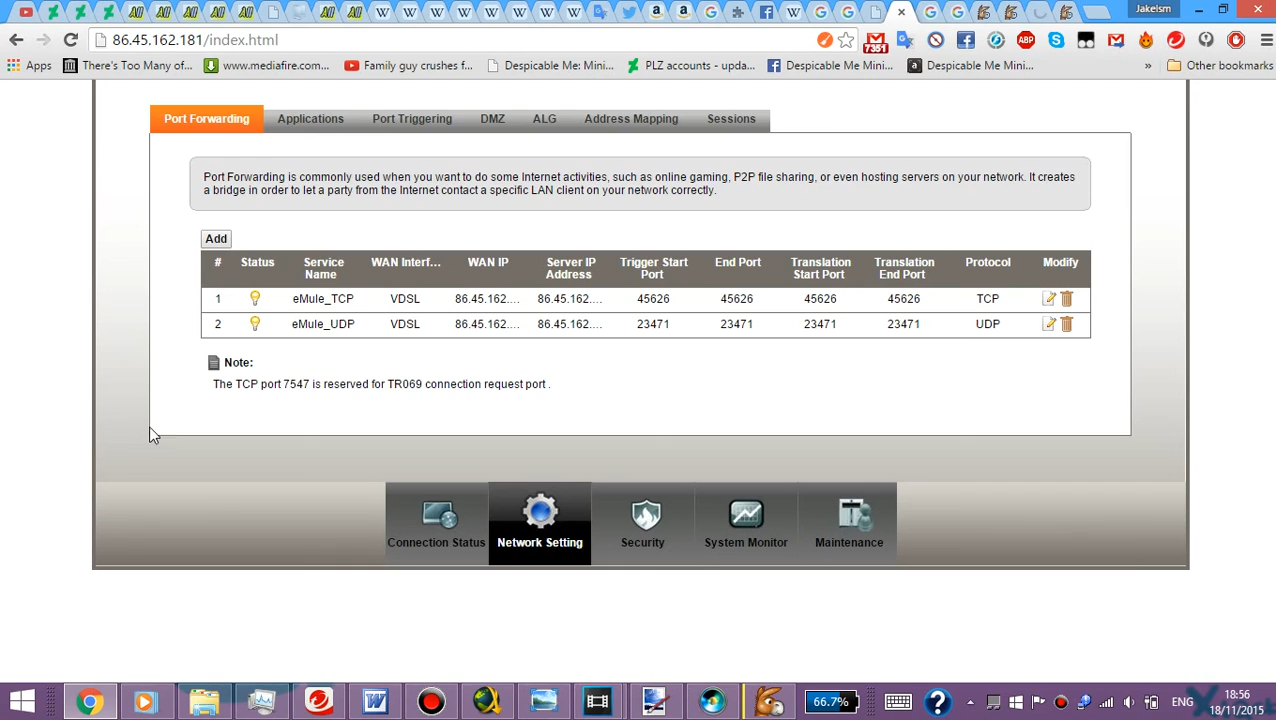 Jakeism
86.45.162.181/index.html
7351
ABP
Apps There's Too Many of... www.mediafire.com... Family guy crushes f... Despicable Me: Mini... PLZ accounts - upda... Despicable Me Mini... Despicable Me Mini... » Other bookmarks
Port Forwarding Applications Port Triggering DMZ ALG Address Mapping Sessions
Port Forwarding is commonly used when you want to do some Internet activities, such as online gaming, P2P file sharing, or even hosting servers on your network. It creates
a bridge in order to let a party from the Internet contact a specific LAN client on your network correctly.
Add
# Status Service Name WAN Interf... WAN IP Server IP Address Trigger Start Port End Port Translation Start Port Translation End Port Protocol Modify
1 eMule_TCP VDSL 86.45.162.... 86.45.162.... 45626 45626 45626 45626 TCP
2 eMule_UDP VDSL 86.45.162.... 86.45.162.... 23471 23471 23471 23471 UDP
Note:
The TCP port 7547 is reserved for TR069 connection request port .
Connection Status Network Setting Security System Monitor Maintenance
66.7%
ENG
18:56
18/11/2015